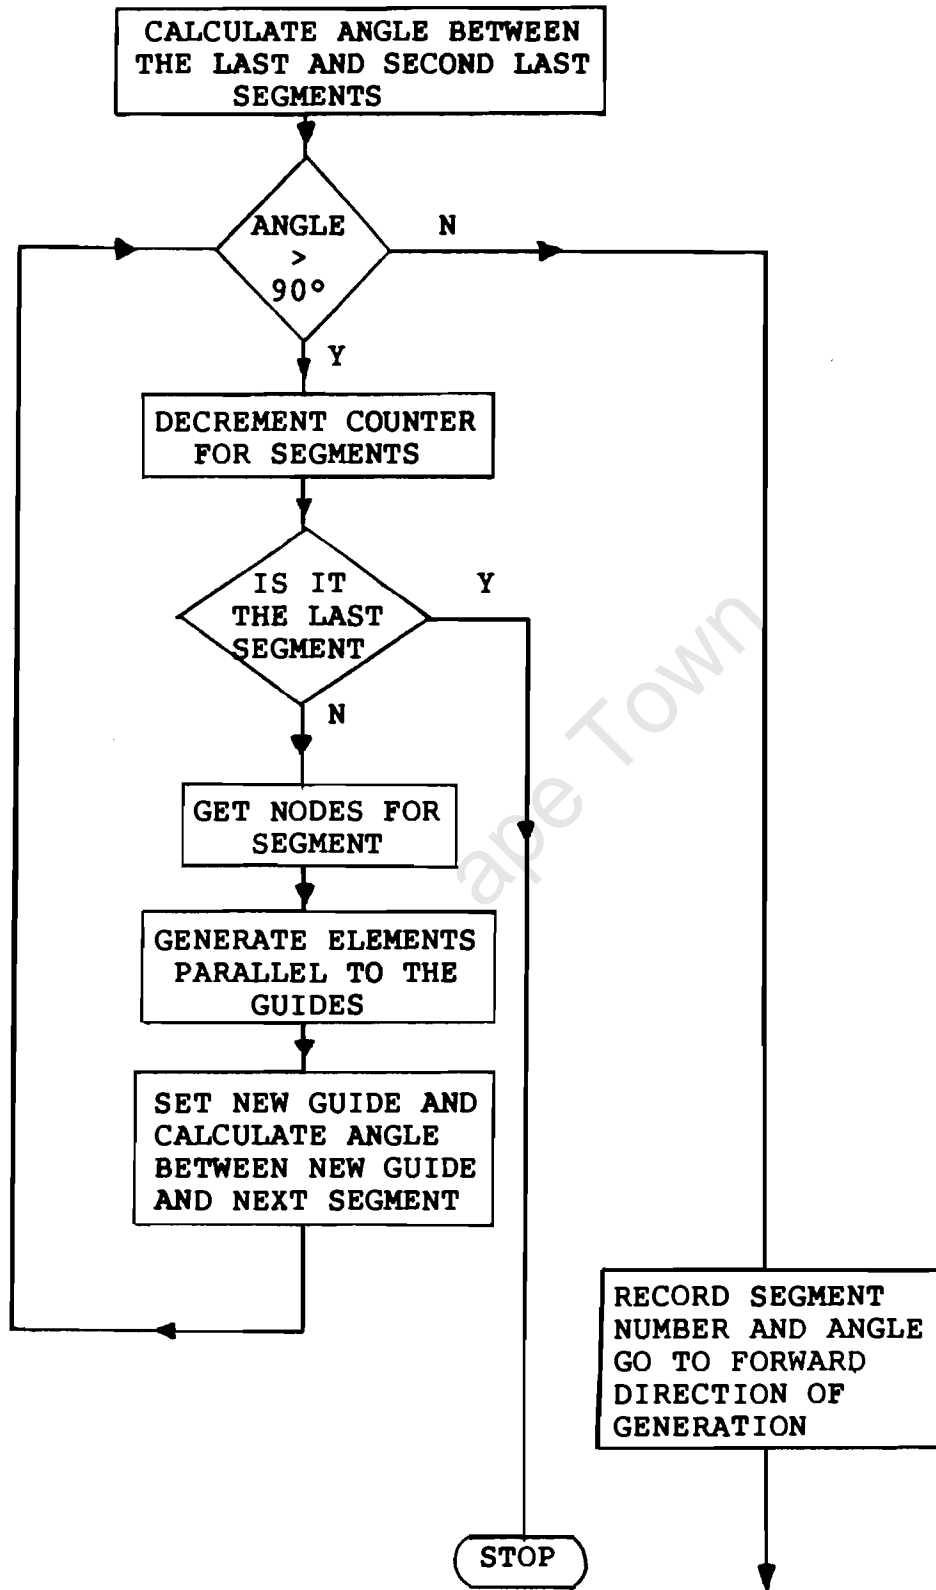 CALCULATE ANGLE BETWEEN
THE LAST AND SECOND LAST
SEGMENTS
ANGLE
>
90°
N
Y
DECREMENT COUNTER
FOR SEGMENTS
IS IT
THE LAST
SEGMENT
Y
N
GET NODES FOR
SEGMENT
GENERATE ELEMENTS
PARALLEL TO THE
GUIDES
SET NEW GUIDE AND
CALCULATE ANGLE
BETWEEN NEW GUIDE
AND NEXT SEGMENT
RECORD SEGMENT
NUMBER AND ANGLE
GO TO FORWARD
DIRECTION OF
GENERATION
STOP
ape Town